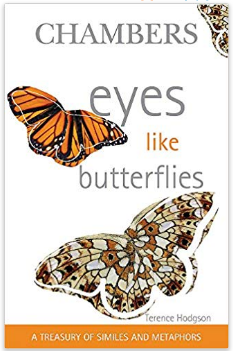 CHAMBERS
eyes
like
butterflies
Terence Hodgson
A TREASURY OF SIMILES AND METAPHORS